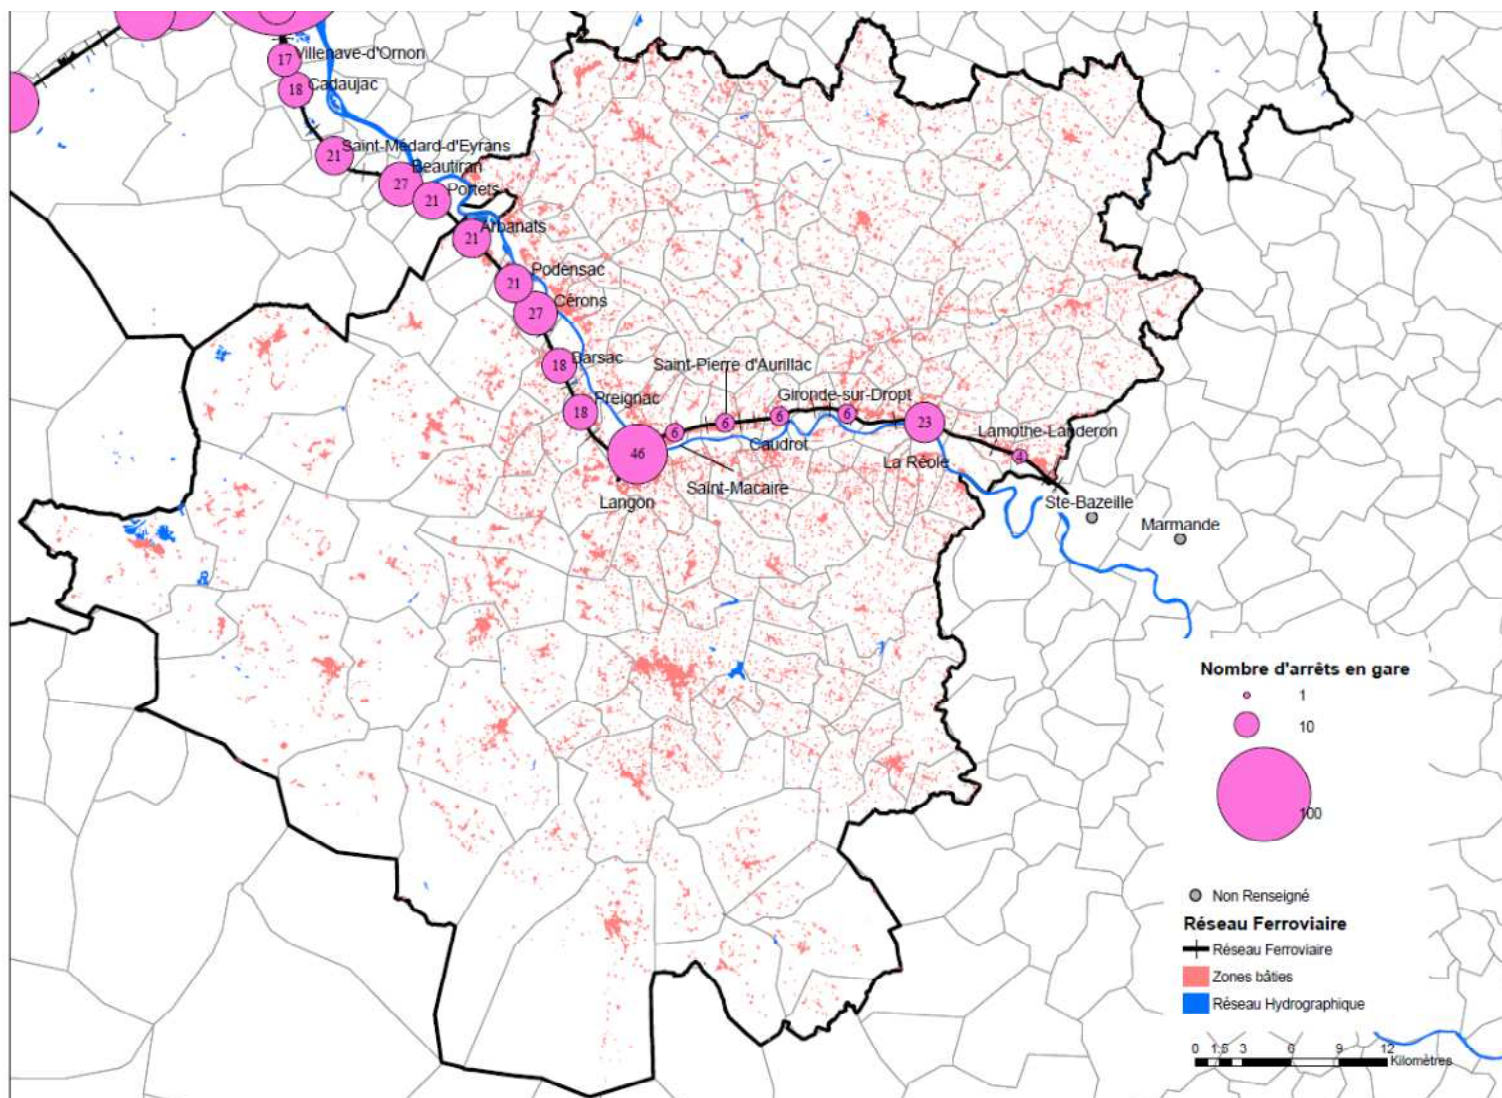 17 Villenave-d'Ornon
18 Cadaujac
21 Saint-Médard-d'Eyrans
27 Beautiran
21 Portets
21 Arbanats
21 Podensac
27 Cérons
18 Barsac
18 Preignac
46
Langon
6
Saint-Macaire
Saint-Pierre d'Aurillac
6
6
Caudrot
Gironde-sur-Dropt
6
23
La Réole
Lamothe-Landeron
4
Ste-Bazeille
Marmande
Nombre d'arrêts en gare
1
10
100
Non Renseigné
Réseau Ferroviaire
Réseau Ferroviaire
Zones bâties
Réseau Hydrographique
0 1,5 3 6 9 12
Kilomètres